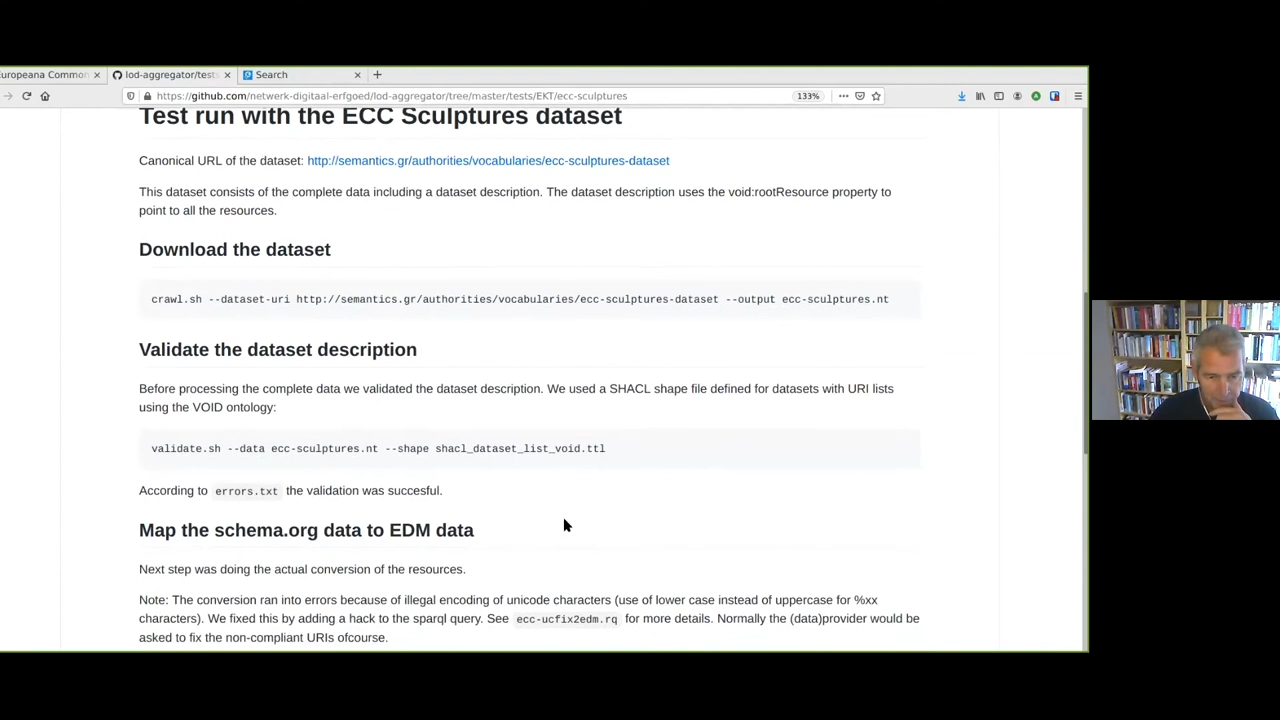 Europeana Common
lod-aggregator/tests
Search
https://github.com/netwerk-digitaal-erfgoed/lod-aggregator/tree/master/tests/EKT/ecc-sculptures
133%
Test run with the ECC Sculptures dataset
Canonical URL of the dataset: http://semantics.gr/authorities/vocabularies/ecc-sculptures-dataset
This dataset consists of the complete data including a dataset description. The dataset description uses the void:rootResource property to
point to all the resources.
Download the dataset
crawl.sh --dataset-uri http://semantics.gr/authorities/vocabularies/ecc-sculptures-dataset --output ecc-sculptures.nt
Validate the dataset description
Before processing the complete data we validated the dataset description. We used a SHACL shape file defined for datasets with URI lists
using the VOID ontology:
validate.sh --data ecc-sculptures.nt --shape shacl_dataset_list_void.ttl
According to errors.txt the validation was succesful.
Map the schema.org data to EDM data
Next step was doing the actual conversion of the resources.
Note: The conversion ran into errors because of illegal encoding of unicode characters (use of lower case instead of uppercase for %xx
characters). We fixed this by adding a hack to the sparql query. See ecc-ucfix2edm.rq for more details. Normally the (data)provider would be
asked to fix the non-compliant URIs ofcourse.